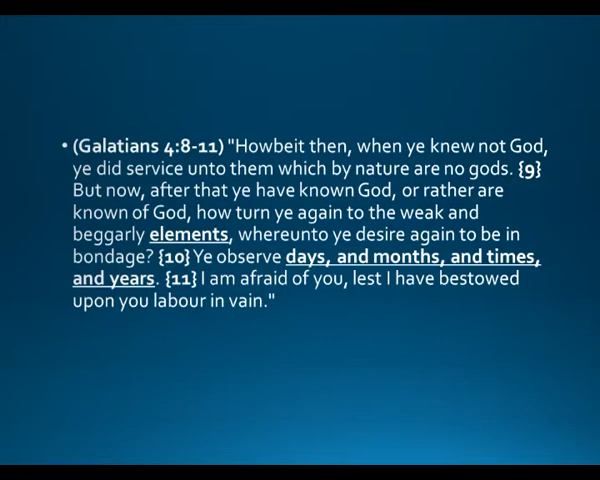 • (Galatians 4:8-11) "Howbeit then, when ye knew not God,
ye did service unto them which by nature are no gods. {9}
But now, after that ye have known God, or rather are
known of God, how turn ye again to the weak and
beggarly elements, whereunto ye desire again to be in
bondage? {10} Ye observe days, and months, and times,
and years. {11} I am afraid of you, lest I have bestowed
upon you labour in vain."